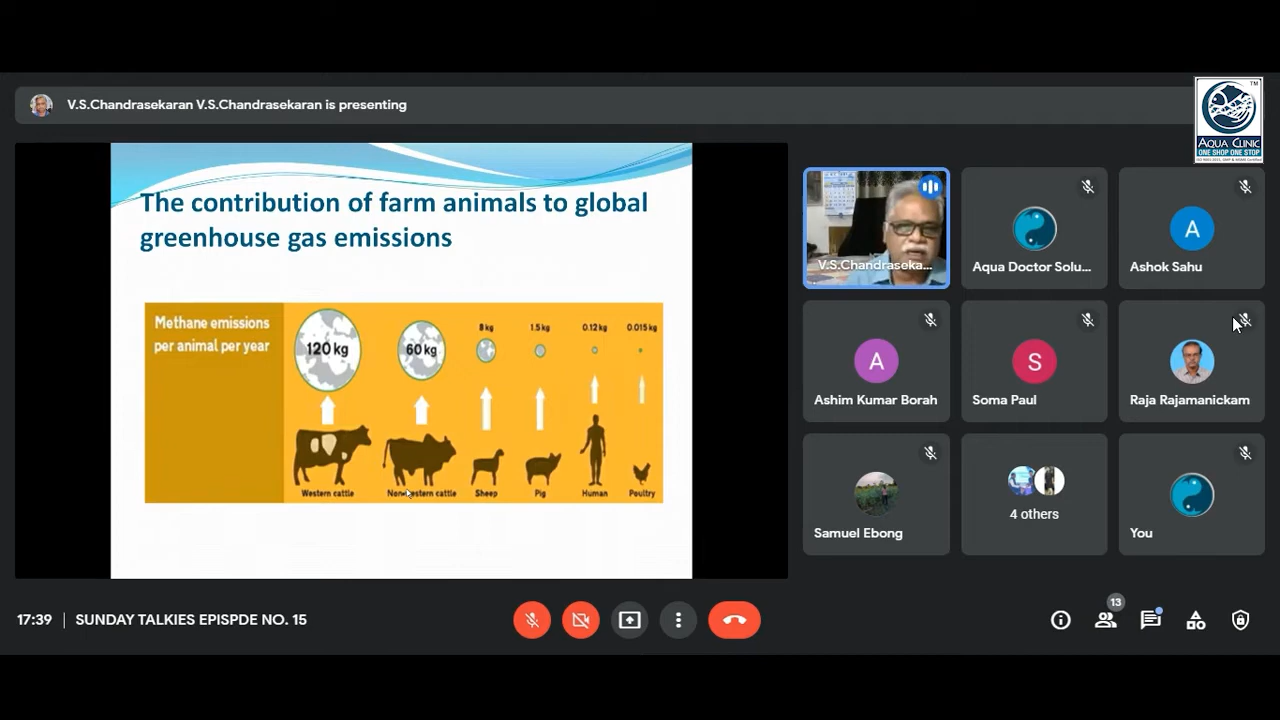 V.S.Chandrasekaran V.S.Chandrasekaran is presenting
TM
AQUA CLINIC
ONE SHOP ONE STOP
The contribution of farm animals to global
greenhouse gas emissions
Methane emissions
per animal per year
120 kg
60 kg
8 kg
1.5 kg
0.12 kg
0.015 kg
Western cattle
Non-western cattle
Sheep
Pig
Human
Poultry
V.S.Chandraseka...
Aqua Doctor Solu...
A
Ashok Sahu
A
Ashim Kumar Borah
S
Soma Paul
Raja Rajamanickam
Samuel Ebong
4 others
You
17:39
SUNDAY TALKIES EPISPDE NO. 15
13